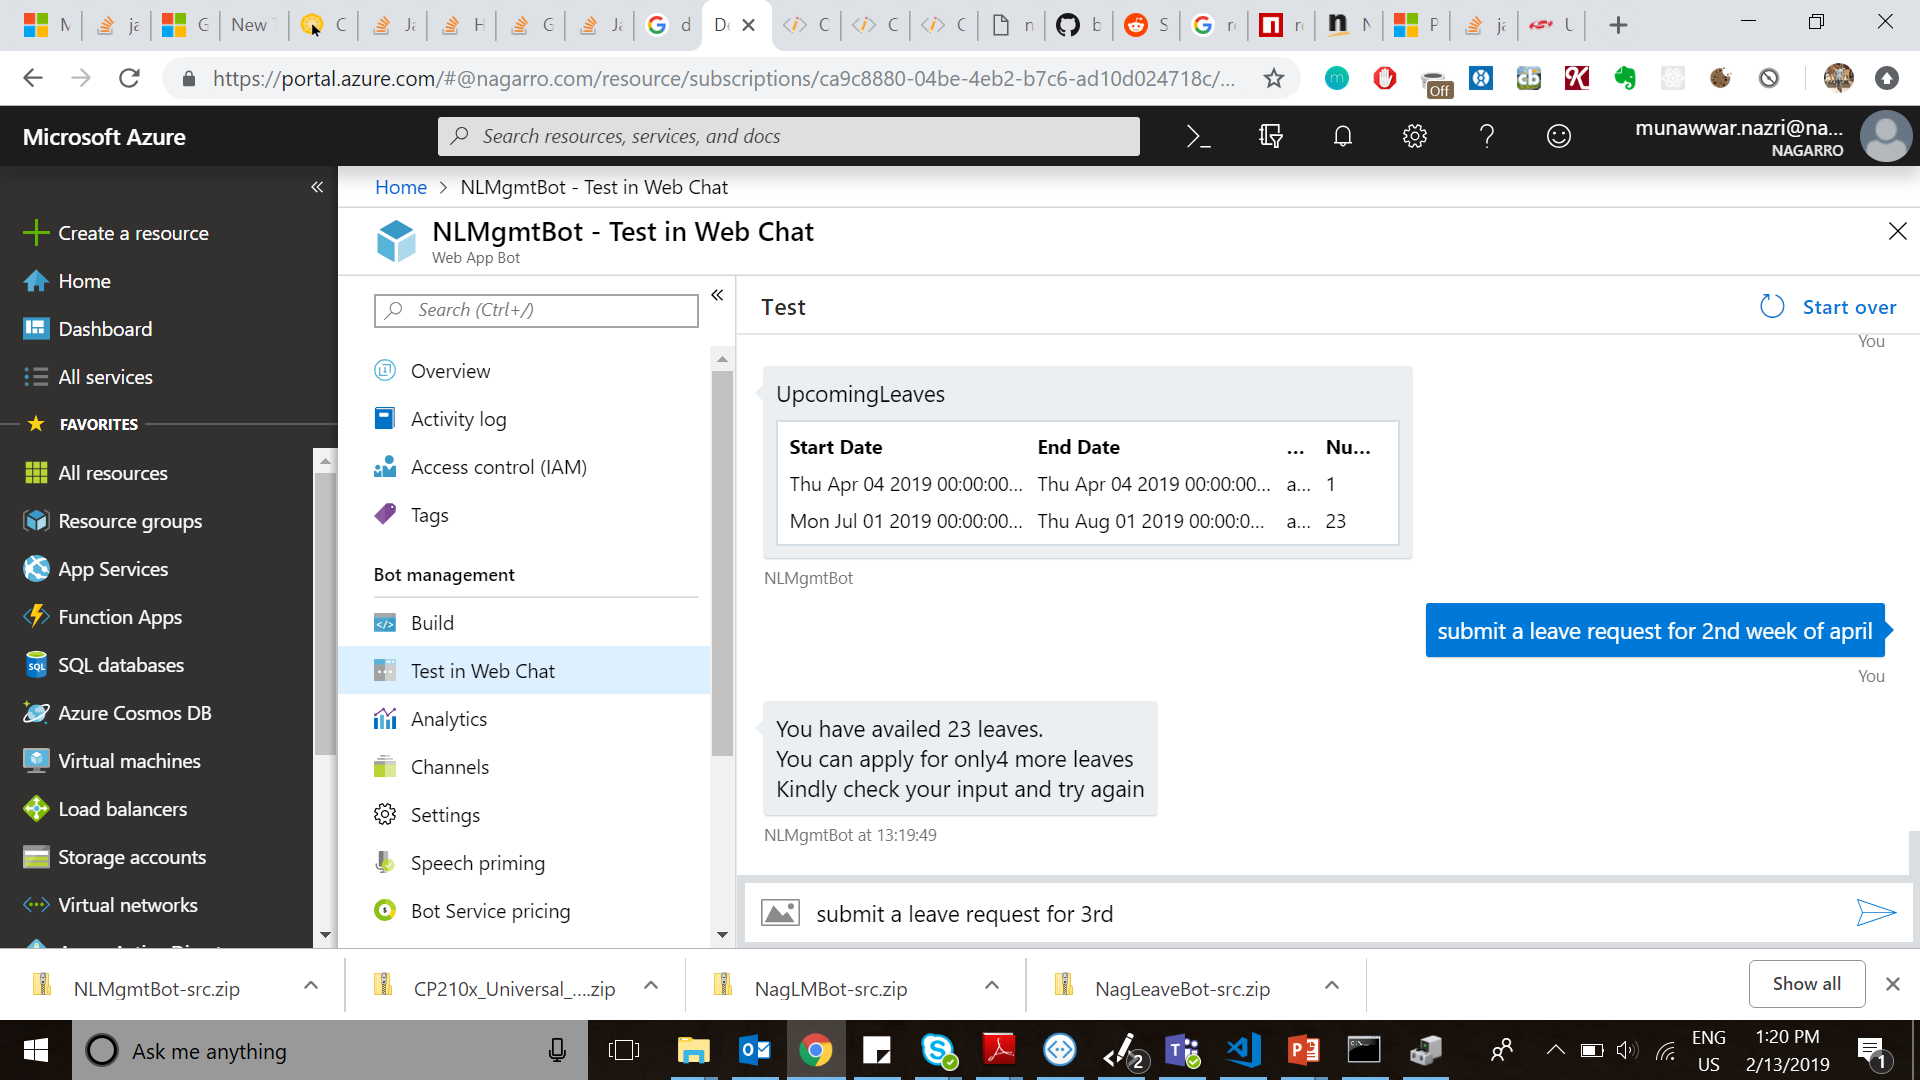 New
https://portal.azure.com/#@nagarro.com/resource/subscriptions/ca9c8880-04be-4eb2-b7c6-ad10d024718c/...
Off
Microsoft Azure
Search resources, services, and docs
munawwar.nazri@na...
NAGARRO
Create a resource
Home
Dashboard
All services
FAVORITES
All resources
Resource groups
App Services
Function Apps
SQL databases
Azure Cosmos DB
Virtual machines
Load balancers
Storage accounts
Virtual networks
Home > NLMgmtBot - Test in Web Chat
NLMgmtBot - Test in Web Chat
Web App Bot
Search (Ctrl+/)
Overview
Activity log
Access control (IAM)
Tags
Bot management
Build
Test in Web Chat
Analytics
Channels
Settings
Speech priming
Bot Service pricing
Test
Start over
You
UpcomingLeaves
Start Date End Date ... Nu...
Thu Apr 04 2019 00:00:00... Thu Apr 04 2019 00:00:00... a... 1
Mon Jul 01 2019 00:00:00... Thu Aug 01 2019 00:00:0... a... 23
NLMgmtBot
submit a leave request for 2nd week of april
You
You have availed 23 leaves.
You can apply for only4 more leaves
Kindly check your input and try again
NLMgmtBot at 13:19:49
submit a leave request for 3rd
NLMgmtBot-src.zip
CP210x_Universal_....zip
NagLMBot-src.zip
NagLeaveBot-src.zip
Show all
Ask me anything
2
ENG
US
1:20 PM
2/13/2019
1